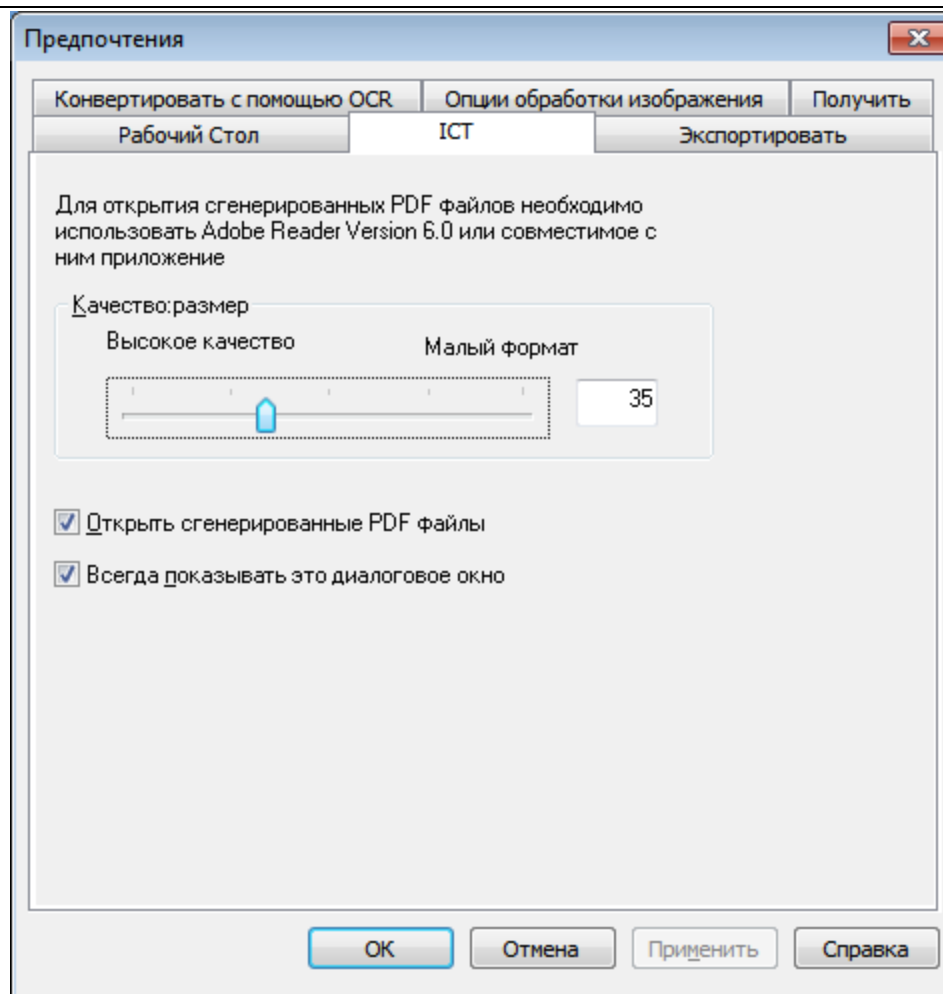 Предпочтения
Конвертировать с помощью OCR Опции обработки изображения Получить
Рабочий Стол ICT Экспортировать
Для открытия сгенерированных PDF файлов необходимо
использовать Adobe Reader Version 6.0 или совместимое с
ним приложение
Качество:размер
Высокое качество Малый формат
35
Открыть сгенерированные PDF файлы
Всегда показывать это диалоговое окно
ОК Отмена Применить Справка